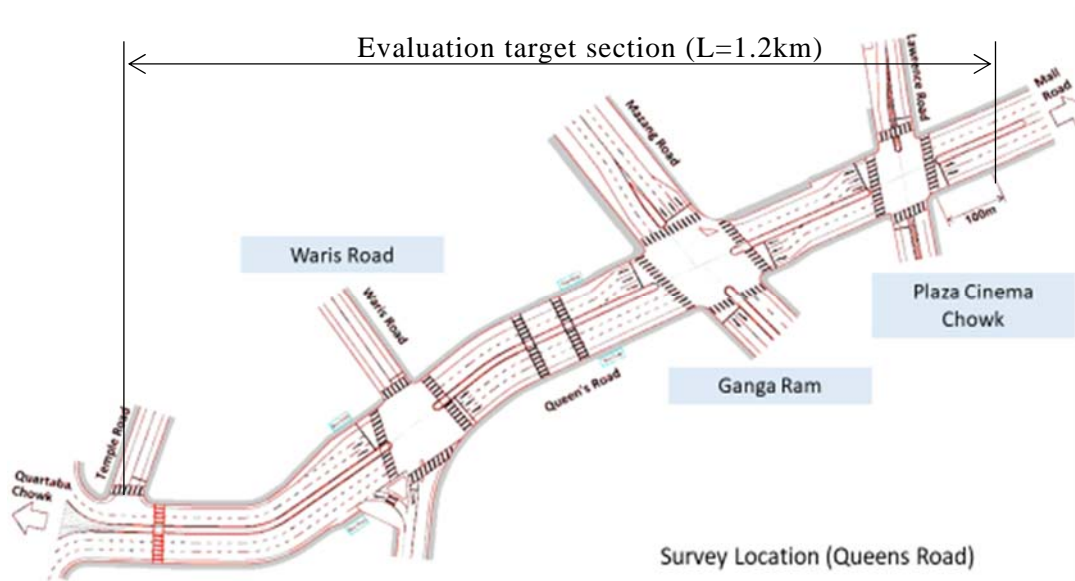 Evaluation target section (L=1.2km)
Lawrence Road
Mall
Road
Mazang Road
100m
Waris Road
Plaza Cinema
Chowk
Waris Road
Ganga Ram
Queen's Road
Temple Road
Quartaba
Chowk
Survey Location (Queens Road)